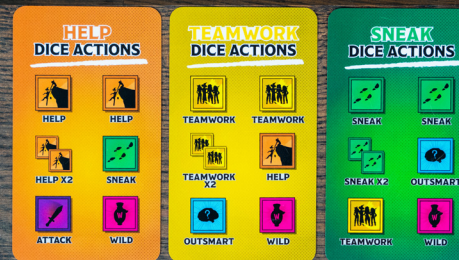 HELP
DICE ACTIONS
HELP HELP
HELP X2 SNEAK
ATTACK WILD
TEAMWORK
DICE ACTIONS
TEAMWORK TEAMWORK
TEAMWORK
X2
HELP
OUTSMART WILD
SNEAK
DICE ACTIONS
SNEAK SNEAK
SNEAK X2 OUTSMART
TEAMWORK WILD